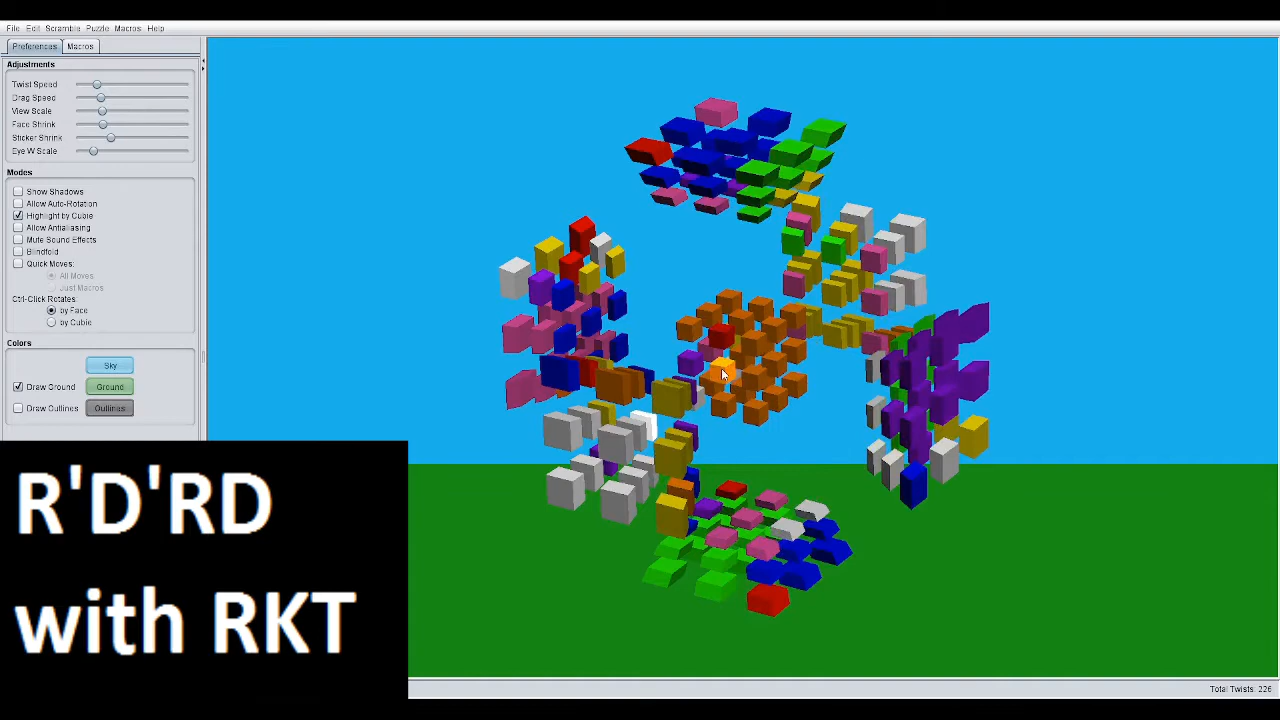 File Edit Scramble Puzzle Macros Help
Preferences Macros
Adjustments
Twist Speed
Drag Speed
View Scale
Face Shrink
Sticker Shrink
Eye W Scale
Modes
Show Shadows
Allow Auto-Rotation
Highlight by Cubie
Allow Antialiasing
Mute Sound Effects
Blindfold
Quick Moves:
All Moves
Just Macros
Ctrl-Click Rotates:
by Face
by Cubie
Colors
Sky
Draw Ground Ground
Draw Outlines Outlines
R'D'RD
with RKT
Total Twists: 226